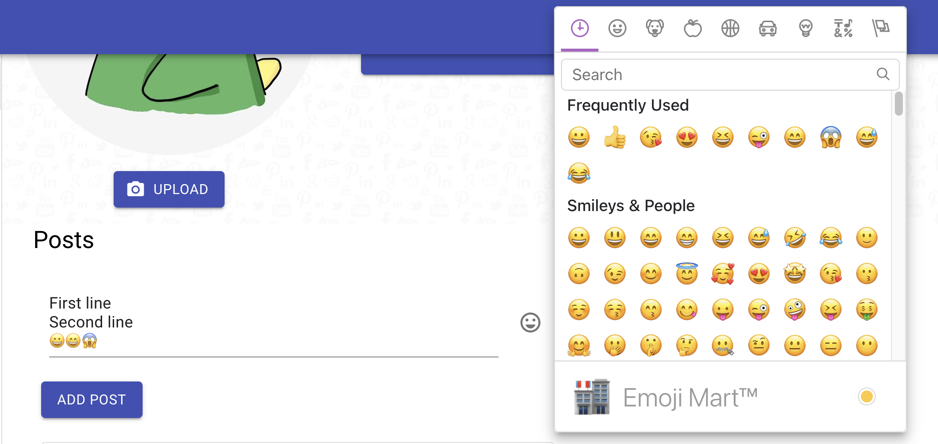 Search
Frequently Used
Smileys & People
UPLOAD
Posts
First line
Second line
😀😄😱
ADD POST
Emoji Mart™